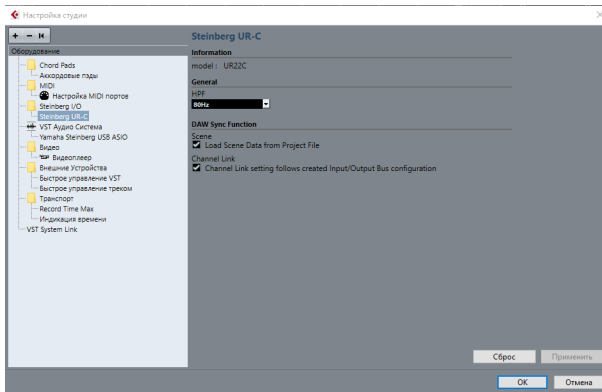 Настройка студии
Оборудование
Chord Pads
Аккордовые пэды
MIDI
Настройка MIDI портов
Steinberg I/O
Steinberg UR-C
VST Аудио Система
Yamaha Steinberg USB ASIO
Видео
Видеоплеер
Внешние Устройства
Быстрое управление VST
Быстрое управление треком
Транспорт
Record Time Max
Индикация времени
VST System Link
Steinberg UR-C
Information
model : UR22C
General
HPF
80Hz
DAW Sync Function
Scene
Load Scene Data from Project File
Channel Link
Channel Link setting follows created Input/Output Bus configuration
Сброс
Применить
OK
Отмена